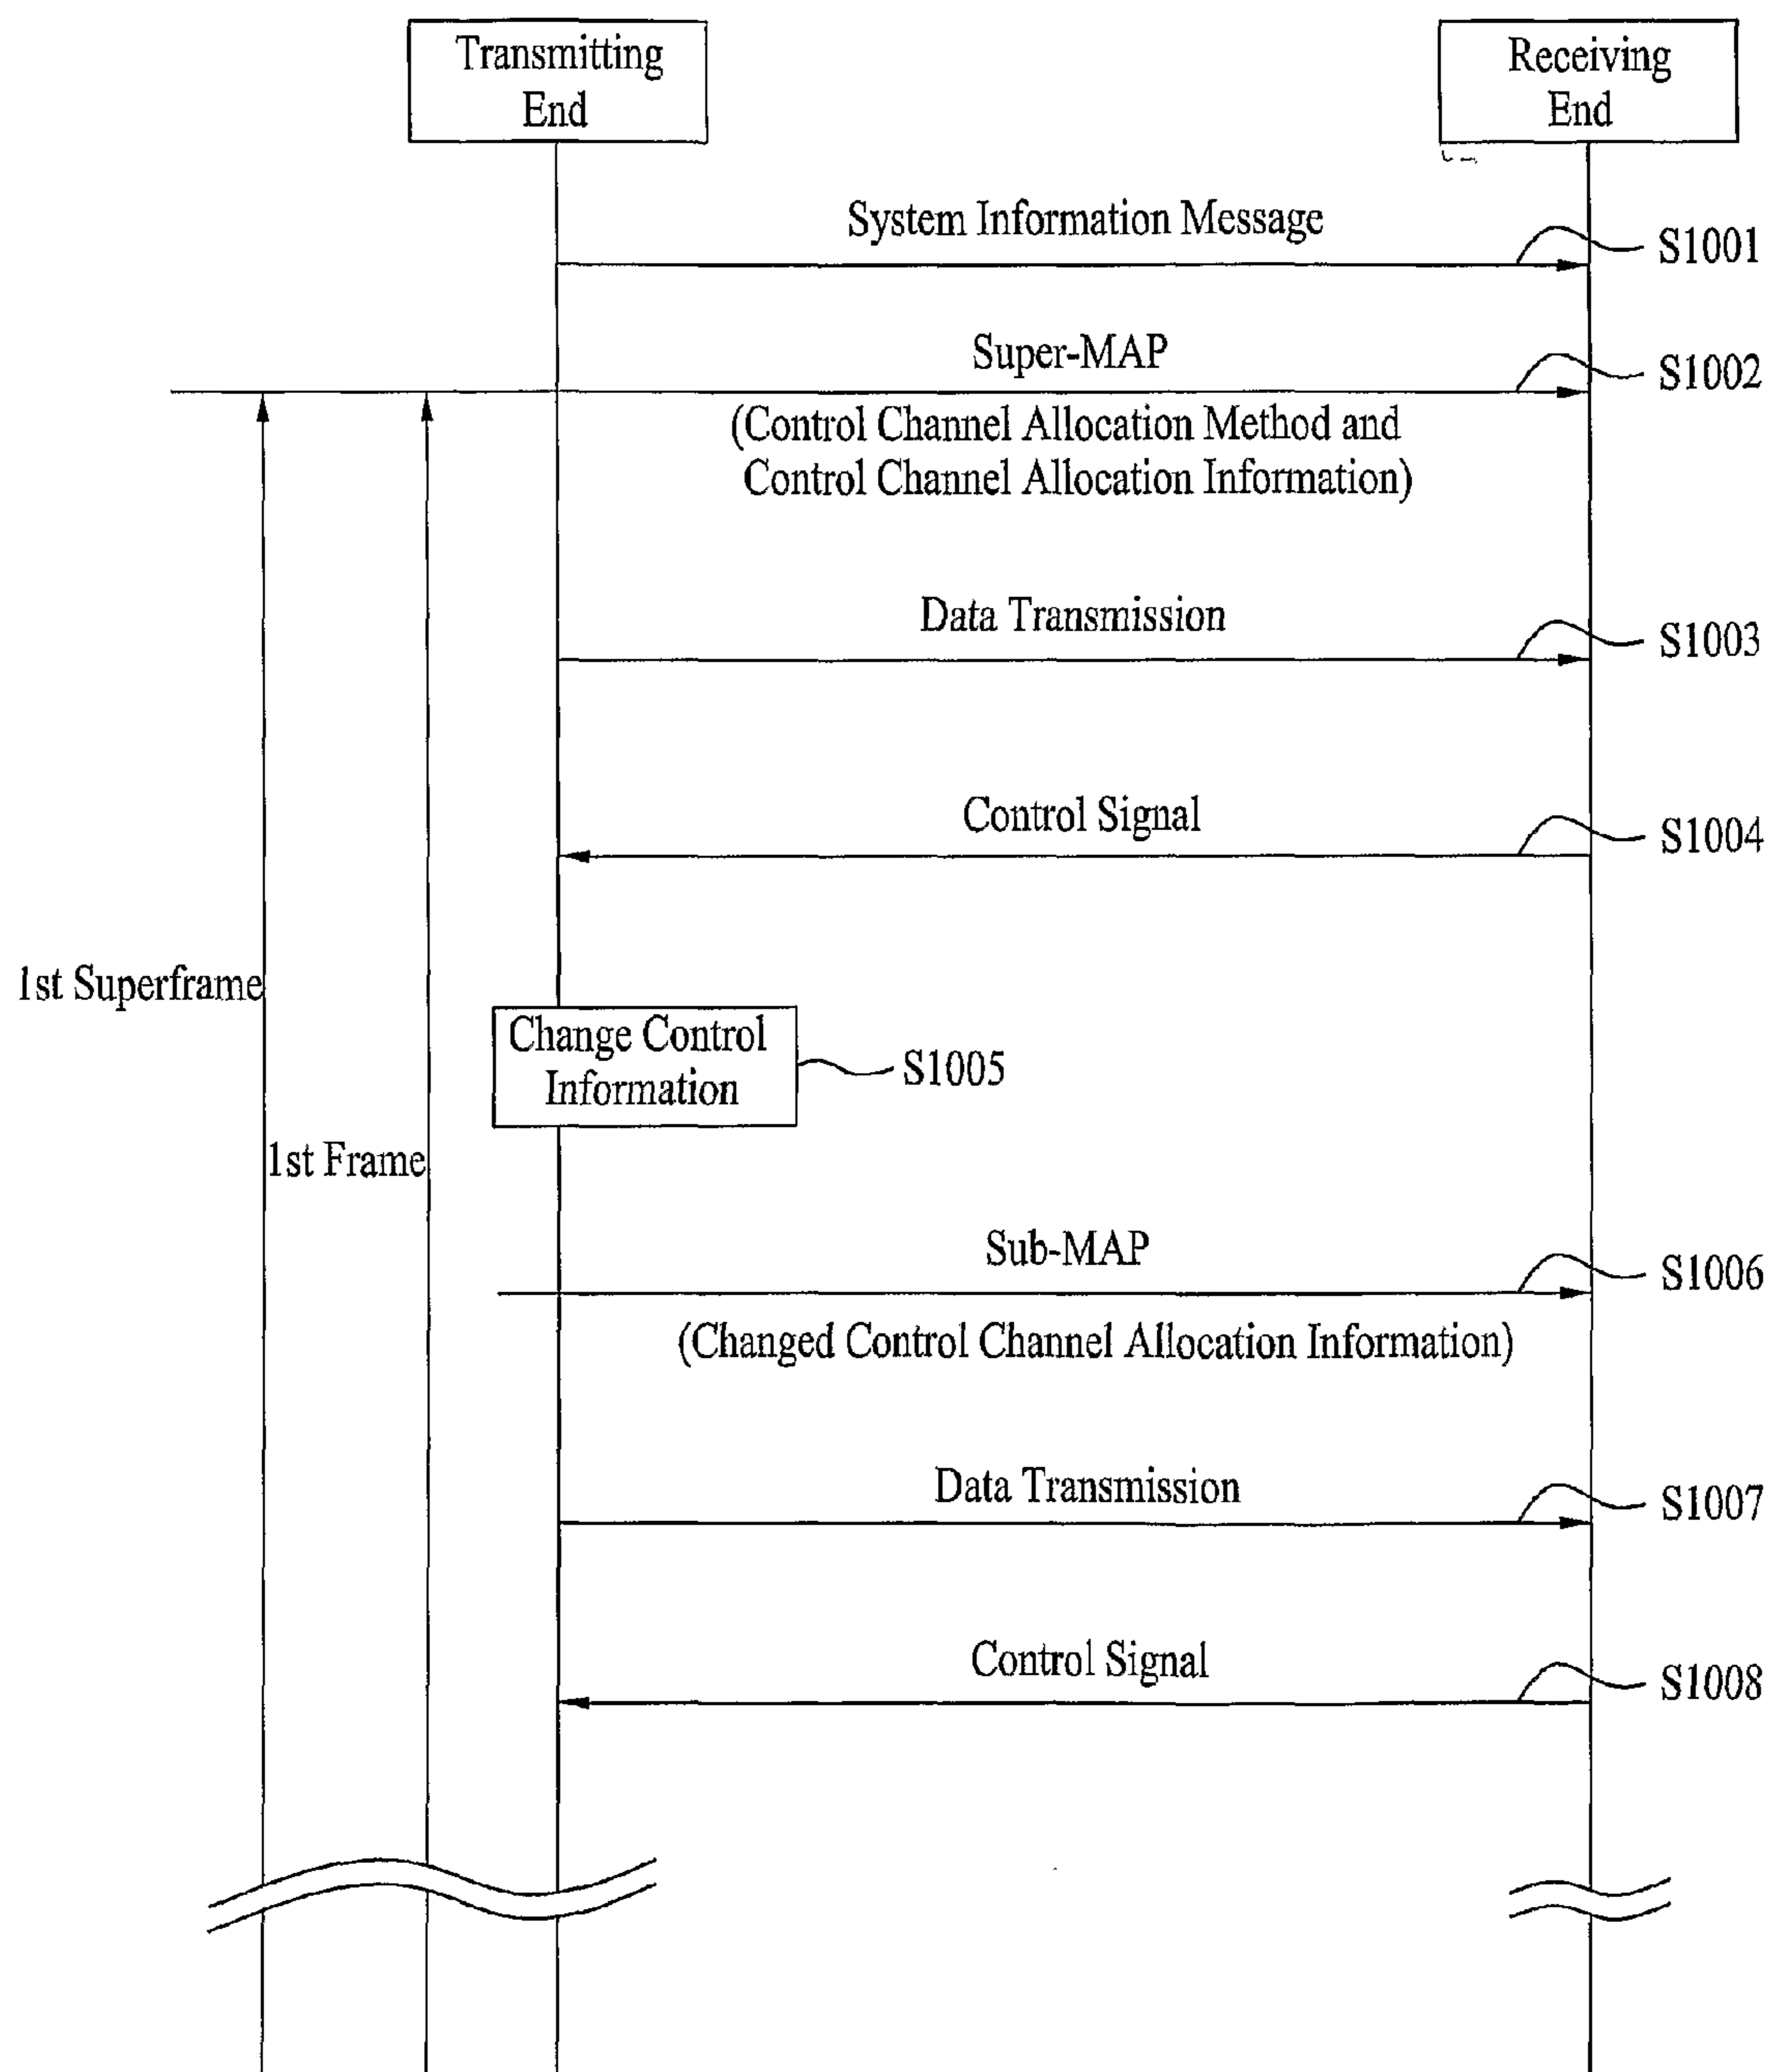 Transmitting
End
Receiving
End
System Information Message
S1001
Super-MAP
S1002
(Control Channel Allocation Method and
Control Channel Allocation Information)
Data Transmission
S1003
Control Signal
S1004
1st Superframe
Change Control
Information
S1005
1st Frame
Sub-MAP
S1006
(Changed Control Channel Allocation Information)
Data Transmission
S1007
Control Signal
S1008